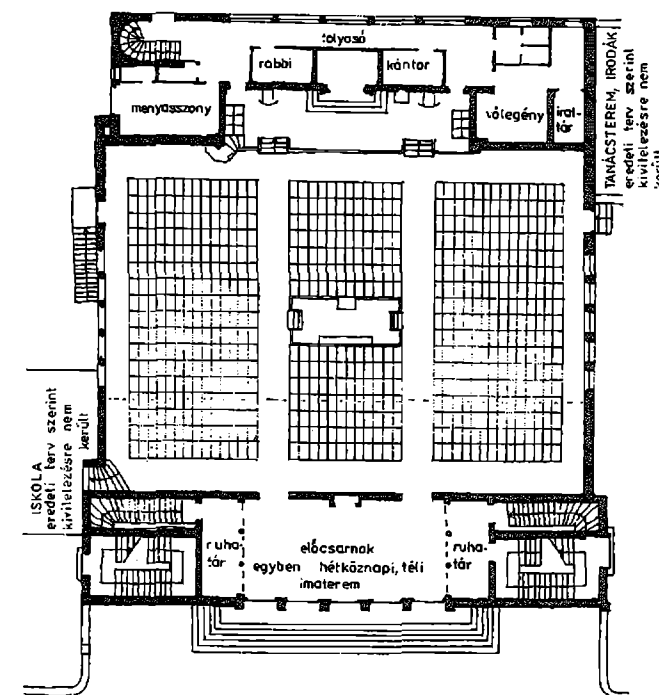 folyosó
rabbi
kántor
menyasszony
vőlegény
irat-
tár
TANÁCSTEREM, IRODÁK
eredeti terv szerint
kivitelezésre nem
került
ISKOLA
eredeti terv szerint
kivitelezésre nem
került
ruha-
tár
előcsarnok
egyben hétköznapi, téli
imaterem
ruha-
tár